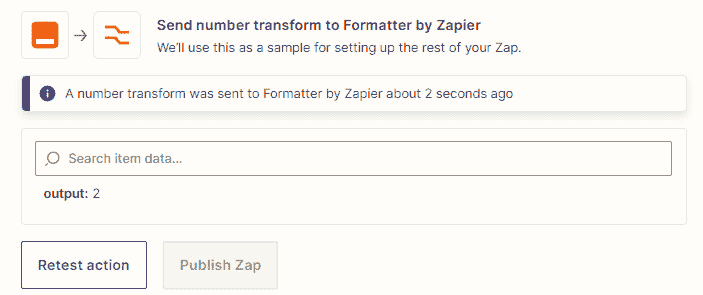 Send number transform to Formatter by Zapier
We'll use this as a sample for setting up the rest of your Zap.
A number transform was sent to Formatter by Zapier about 2 seconds ago
Search item data...
output: 2
Retest action
Publish Zap